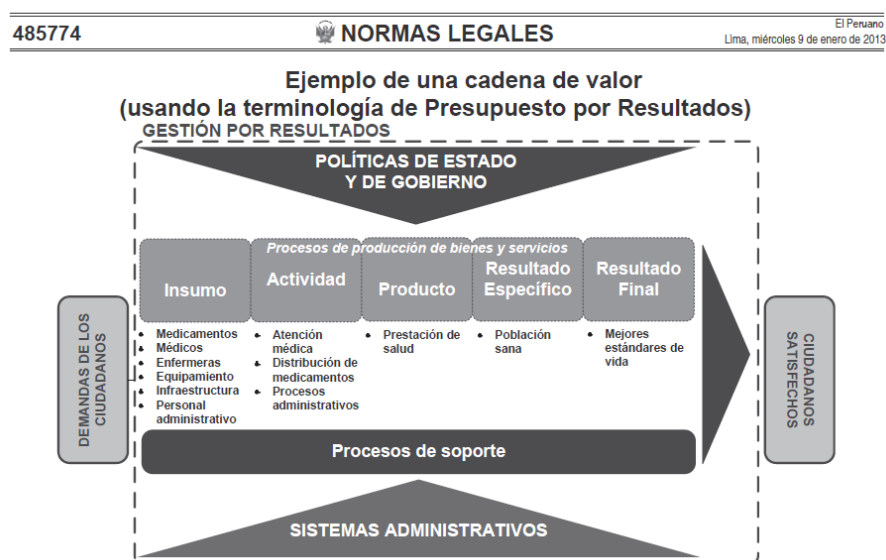 485774
NORMAS LEGALES
El Peruano
Lima, miércoles 9 de enero de 2013
Ejemplo de una cadena de valor
(usando la terminología de Presupuesto por Resultados)
GESTIÓN POR RESULTADOS
POLÍTICAS DE ESTADO
Y DE GOBIERNO
Procesos de producción de bienes y servicios
Insumo
Actividad
Producto
Resultado
Específico
Resultado
Final
DEMANDAS DE LOS
CIUDADANOS
• Medicamentos
• Médicos
• Enfermeras
• Equipamiento
• Infraestructura
• Personal
administrativo
• Atención
médica
• Distribución de
medicamentos
• Procesos
administrativos
• Prestación de
salud
• Población
sana
• Mejores
estándares de
vida
CIUDADANOS
SATISFECHOS
Procesos de soporte
SISTEMAS ADMINISTRATIVOS